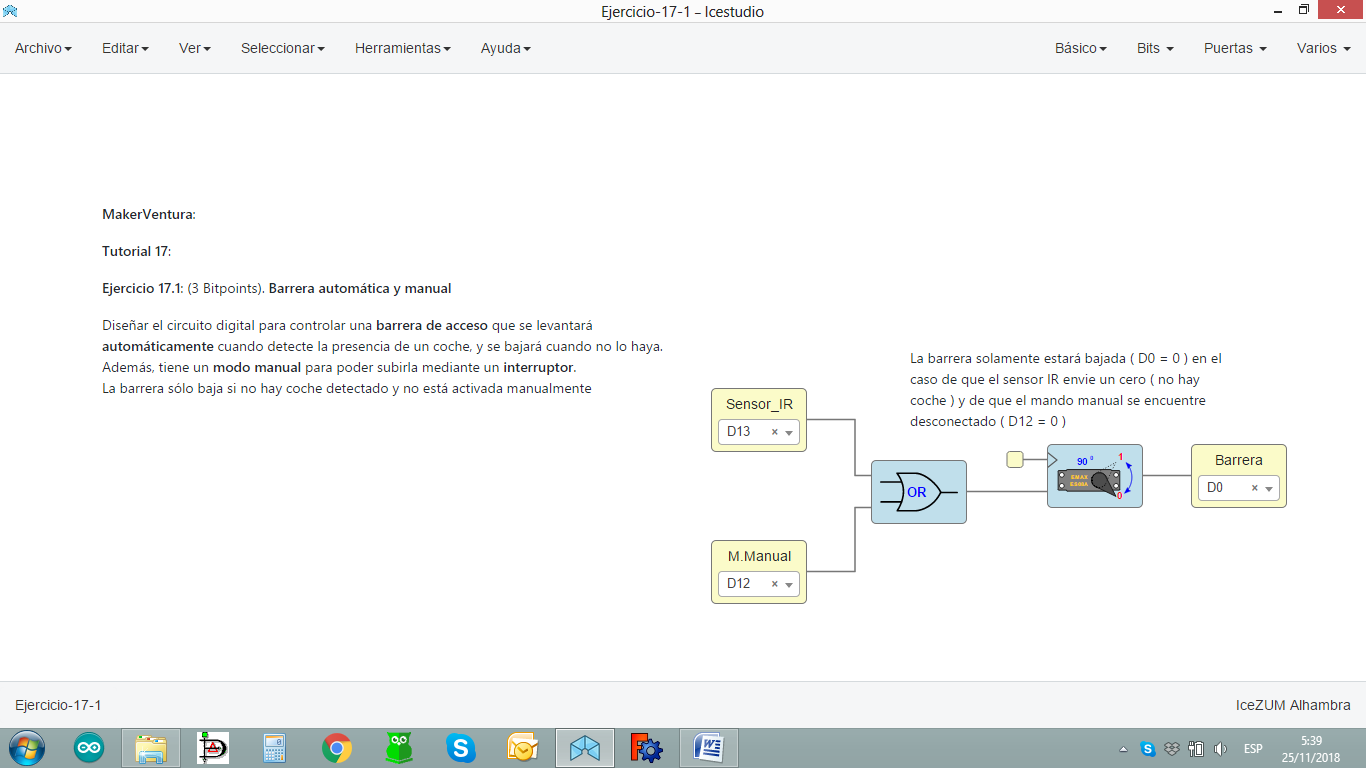 Ejercicio-17-1 – Icestudio
Archivo Editar Ver Seleccionar Herramientas Ayuda Básico Bits Puertas Varios
MakerVentura:
Tutorial 17:
Ejercicio 17.1: (3 Bitpoints). Barrera automática y manual
Diseñar el circuito digital para controlar una barrera de acceso que se levantará
automáticamente cuando detecte la presencia de un coche, y se bajará cuando no lo haya.
Además, tiene un modo manual para poder subirla mediante un interruptor.
La barrera sólo baja si no hay coche detectado y no está activada manualmente
La barrera solamente estará bajada ( D0 = 0 ) en el
caso de que el sensor IR envie un cero ( no hay
coche ) y de que el mando manual se encuentre
desconectado ( D12 = 0 )
Sensor_IR
D13
OR
90 º
1
EMAX
ES08A
0
Barrera
D0
M.Manual
D12
Ejercicio-17-1
IceZUM Alhambra
ESP
5:39
25/11/2018